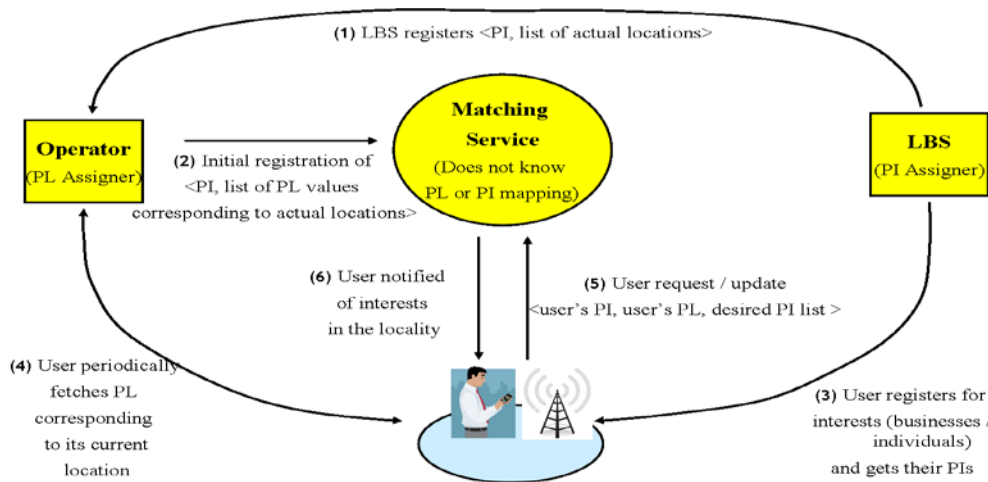 (1) LBS registers <PI, list of actual locations>
Operator
(PL Assigner)
(2) Initial registration of
<PI, list of PL values
corresponding to actual locations>
Matching
Service
(Does not know
PL or PI mapping)
LBS
(PI Assigner)
(6) User notified
of interests
in the locality
(5) User request / update
<user's PI, user's PL, desired PI list >
(4) User periodically
fetches PL
corresponding
to its current
location
(3) User registers for
interests (businesses /
individuals)
and gets their PIs